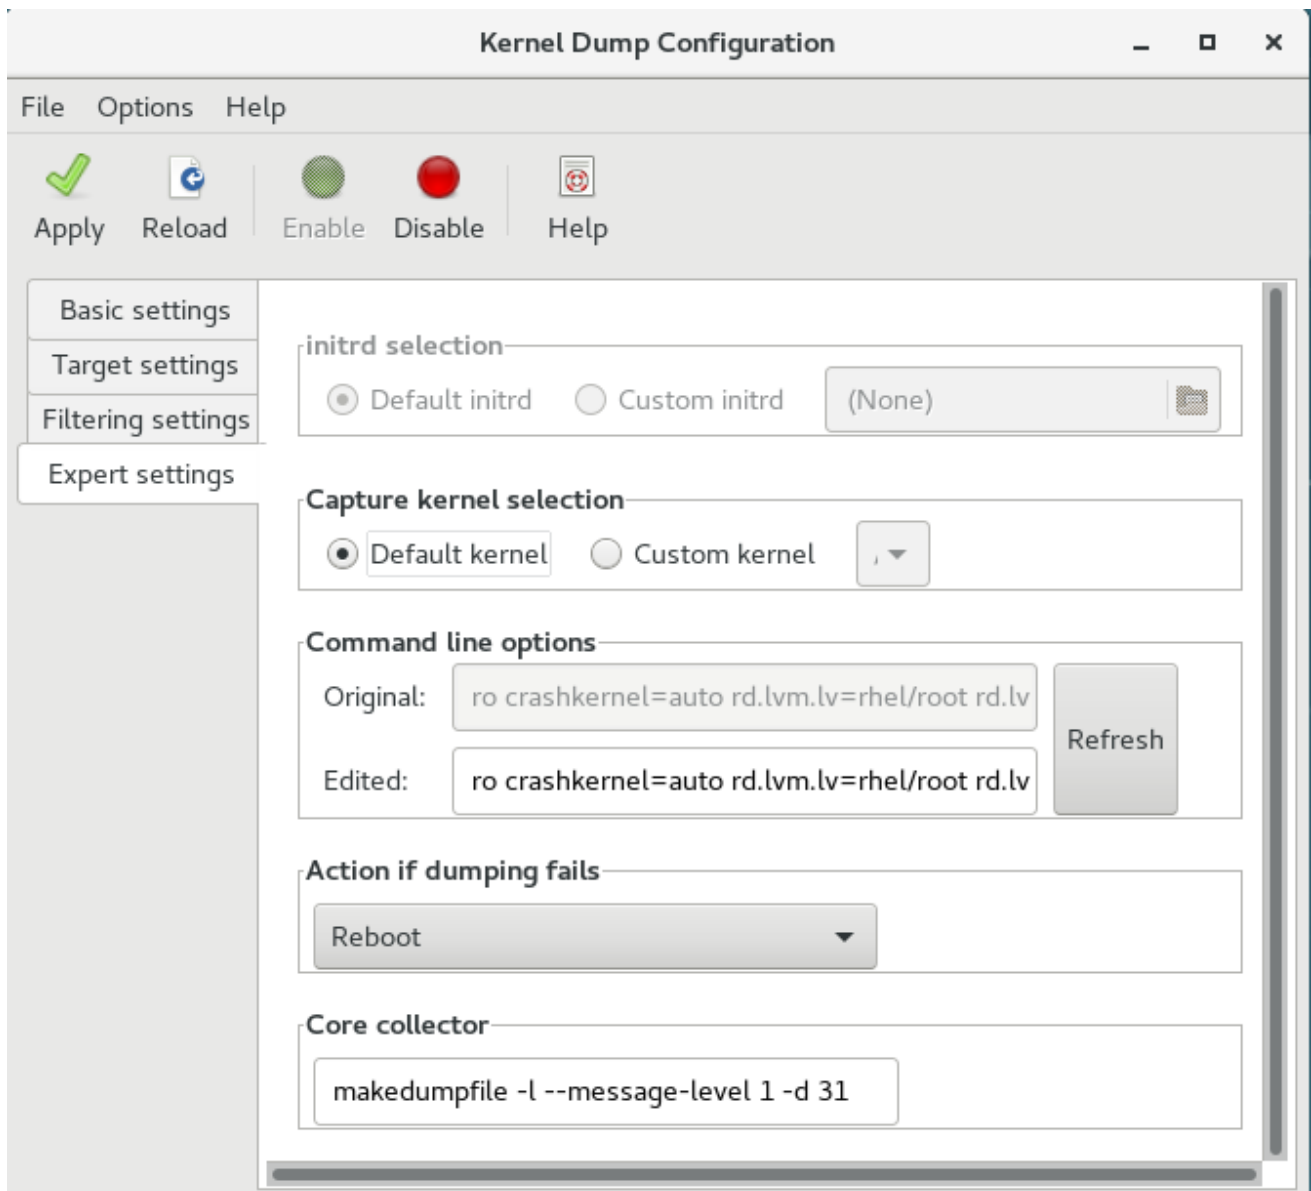 Kernel Dump Configuration
File Options Help
Apply Reload Enable Disable Help
Basic settings
Target settings
Filtering settings
Expert settings
initrd selection
Default initrd Custom initrd (None)
Capture kernel selection
Default kernel Custom kernel
Command line options
Original: ro crashkernel=auto rd.lvm.lv=rhel/root rd.lv
Refresh
Edited: ro crashkernel=auto rd.lvm.lv=rhel/root rd.lv
Action if dumping fails
Reboot
Core collector
makedumpfile -l --message-level 1 -d 31